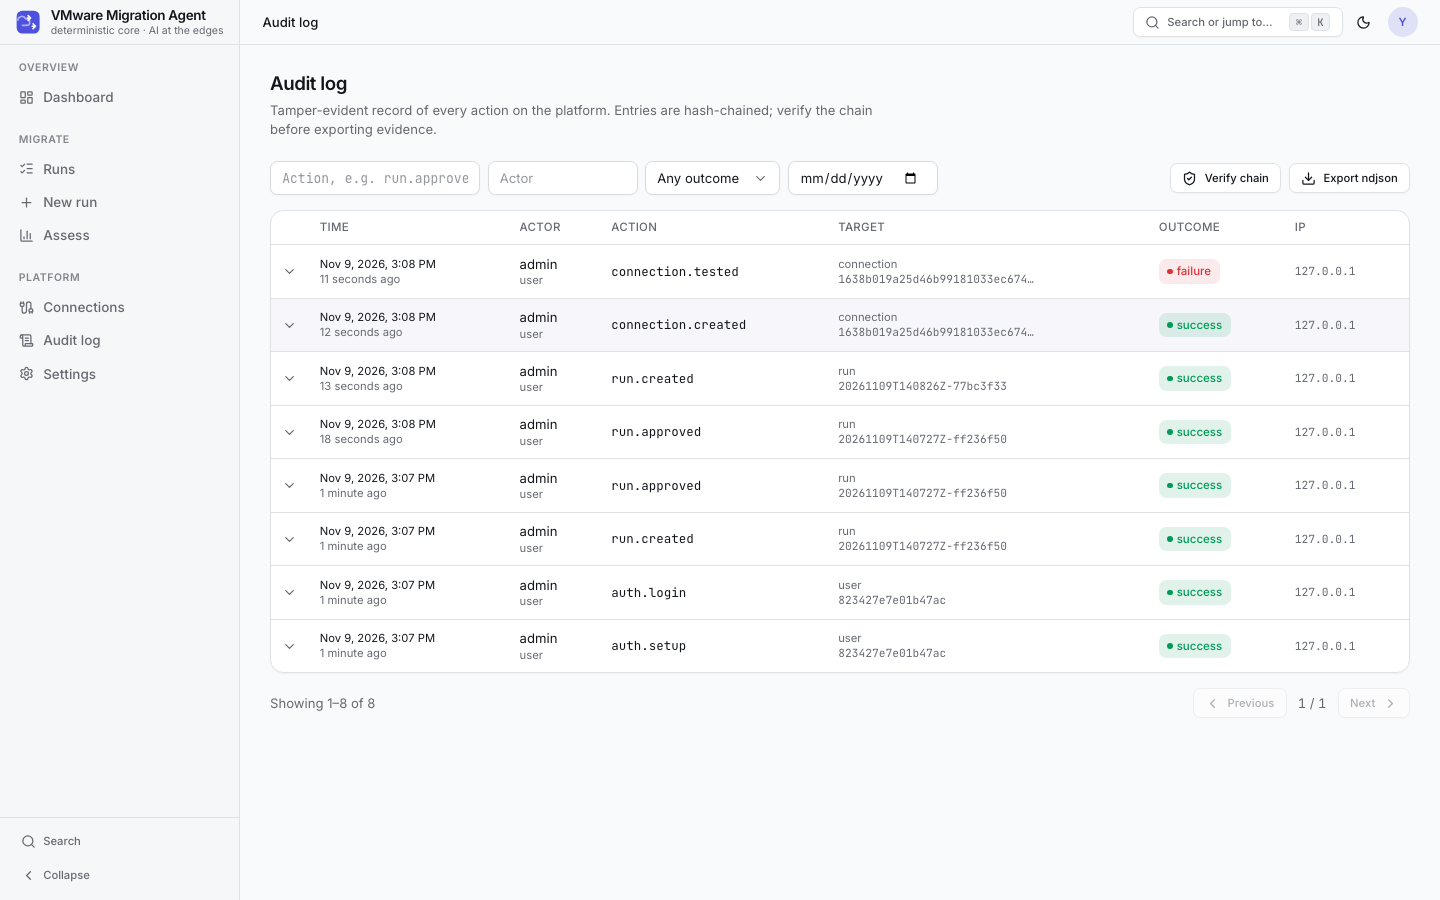 VMware Migration Agent
deterministic core · AI at the edges
Audit log
Search or jump to...
⌘ K
Y
OVERVIEW
Dashboard
MIGRATE
Runs
New run
Assess
PLATFORM
Connections
Audit log
Settings
Search
Collapse
Audit log
Tamper-evident record of every action on the platform. Entries are hash-chained; verify the chain
before exporting evidence.
Action, e.g. run.approve
Actor
Any outcome
mm/dd/yyyy
Verify chain
Export ndjson
TIME ACTOR ACTION TARGET OUTCOME IP
Nov 9, 2026, 3:08 PM admin connection.tested connection failure 127.0.0.1
11 seconds ago user 1638b019a25d46b99181033ec674…
Nov 9, 2026, 3:08 PM admin connection.created connection success 127.0.0.1
12 seconds ago user 1638b019a25d46b99181033ec674…
Nov 9, 2026, 3:08 PM admin run.created run success 127.0.0.1
13 seconds ago user 20261109T140826Z-77bc3f33
Nov 9, 2026, 3:08 PM admin run.approved run success 127.0.0.1
18 seconds ago user 20261109T140727Z-ff236f50
Nov 9, 2026, 3:07 PM admin run.approved run success 127.0.0.1
1 minute ago user 20261109T140727Z-ff236f50
Nov 9, 2026, 3:07 PM admin run.created run success 127.0.0.1
1 minute ago user 20261109T140727Z-ff236f50
Nov 9, 2026, 3:07 PM admin auth.login user success 127.0.0.1
1 minute ago user 823427e7e01b47ac
Nov 9, 2026, 3:07 PM admin auth.setup user success 127.0.0.1
1 minute ago user 823427e7e01b47ac
Showing 1–8 of 8
Previous 1 / 1 Next